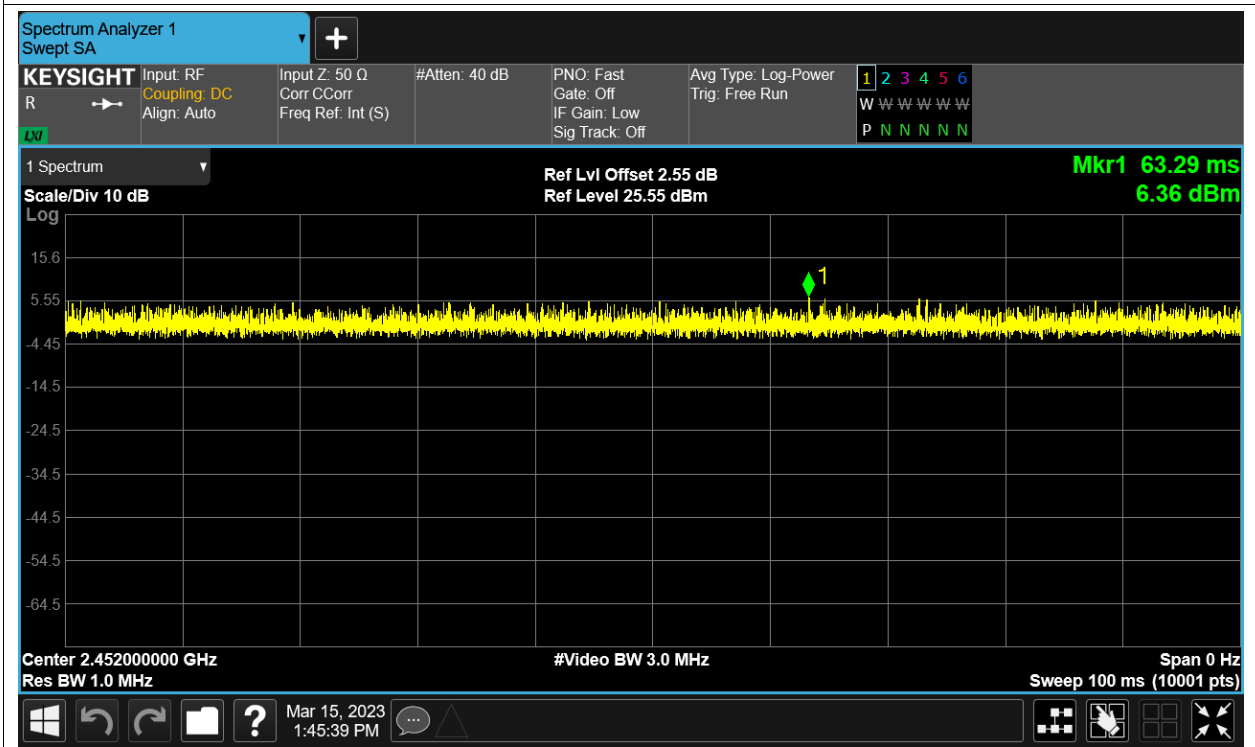 Spectrum Analyzer 1
Swept SA
KEYSIGHT
R
LXI
Input: RF
Coupling: DC
Align: Auto
Input Z: 50 Ω
Corr CCorr
Freq Ref: Int (S)
#Atten: 40 dB
PNO: Fast
Gate: Off
IF Gain: Low
Sig Track: Off
Avg Type: Log-Power
Trig: Free Run
1 2 3 4 5 6
W W W W W W
P N N N N N
1 Spectrum
Scale/Div 10 dB
Log
Ref Lvl Offset 2.55 dB
Ref Level 25.55 dBm
Mkr1 63.29 ms
6.36 dBm
15.6
5.55
-4.45
-14.5
-24.5
-34.5
-44.5
-54.5
-64.5
1
Center 2.452000000 GHz
Res BW 1.0 MHz
#Video BW 3.0 MHz
Span 0 Hz
Sweep 100 ms (10001 pts)
?
Mar 15, 2023
1:45:39 PM